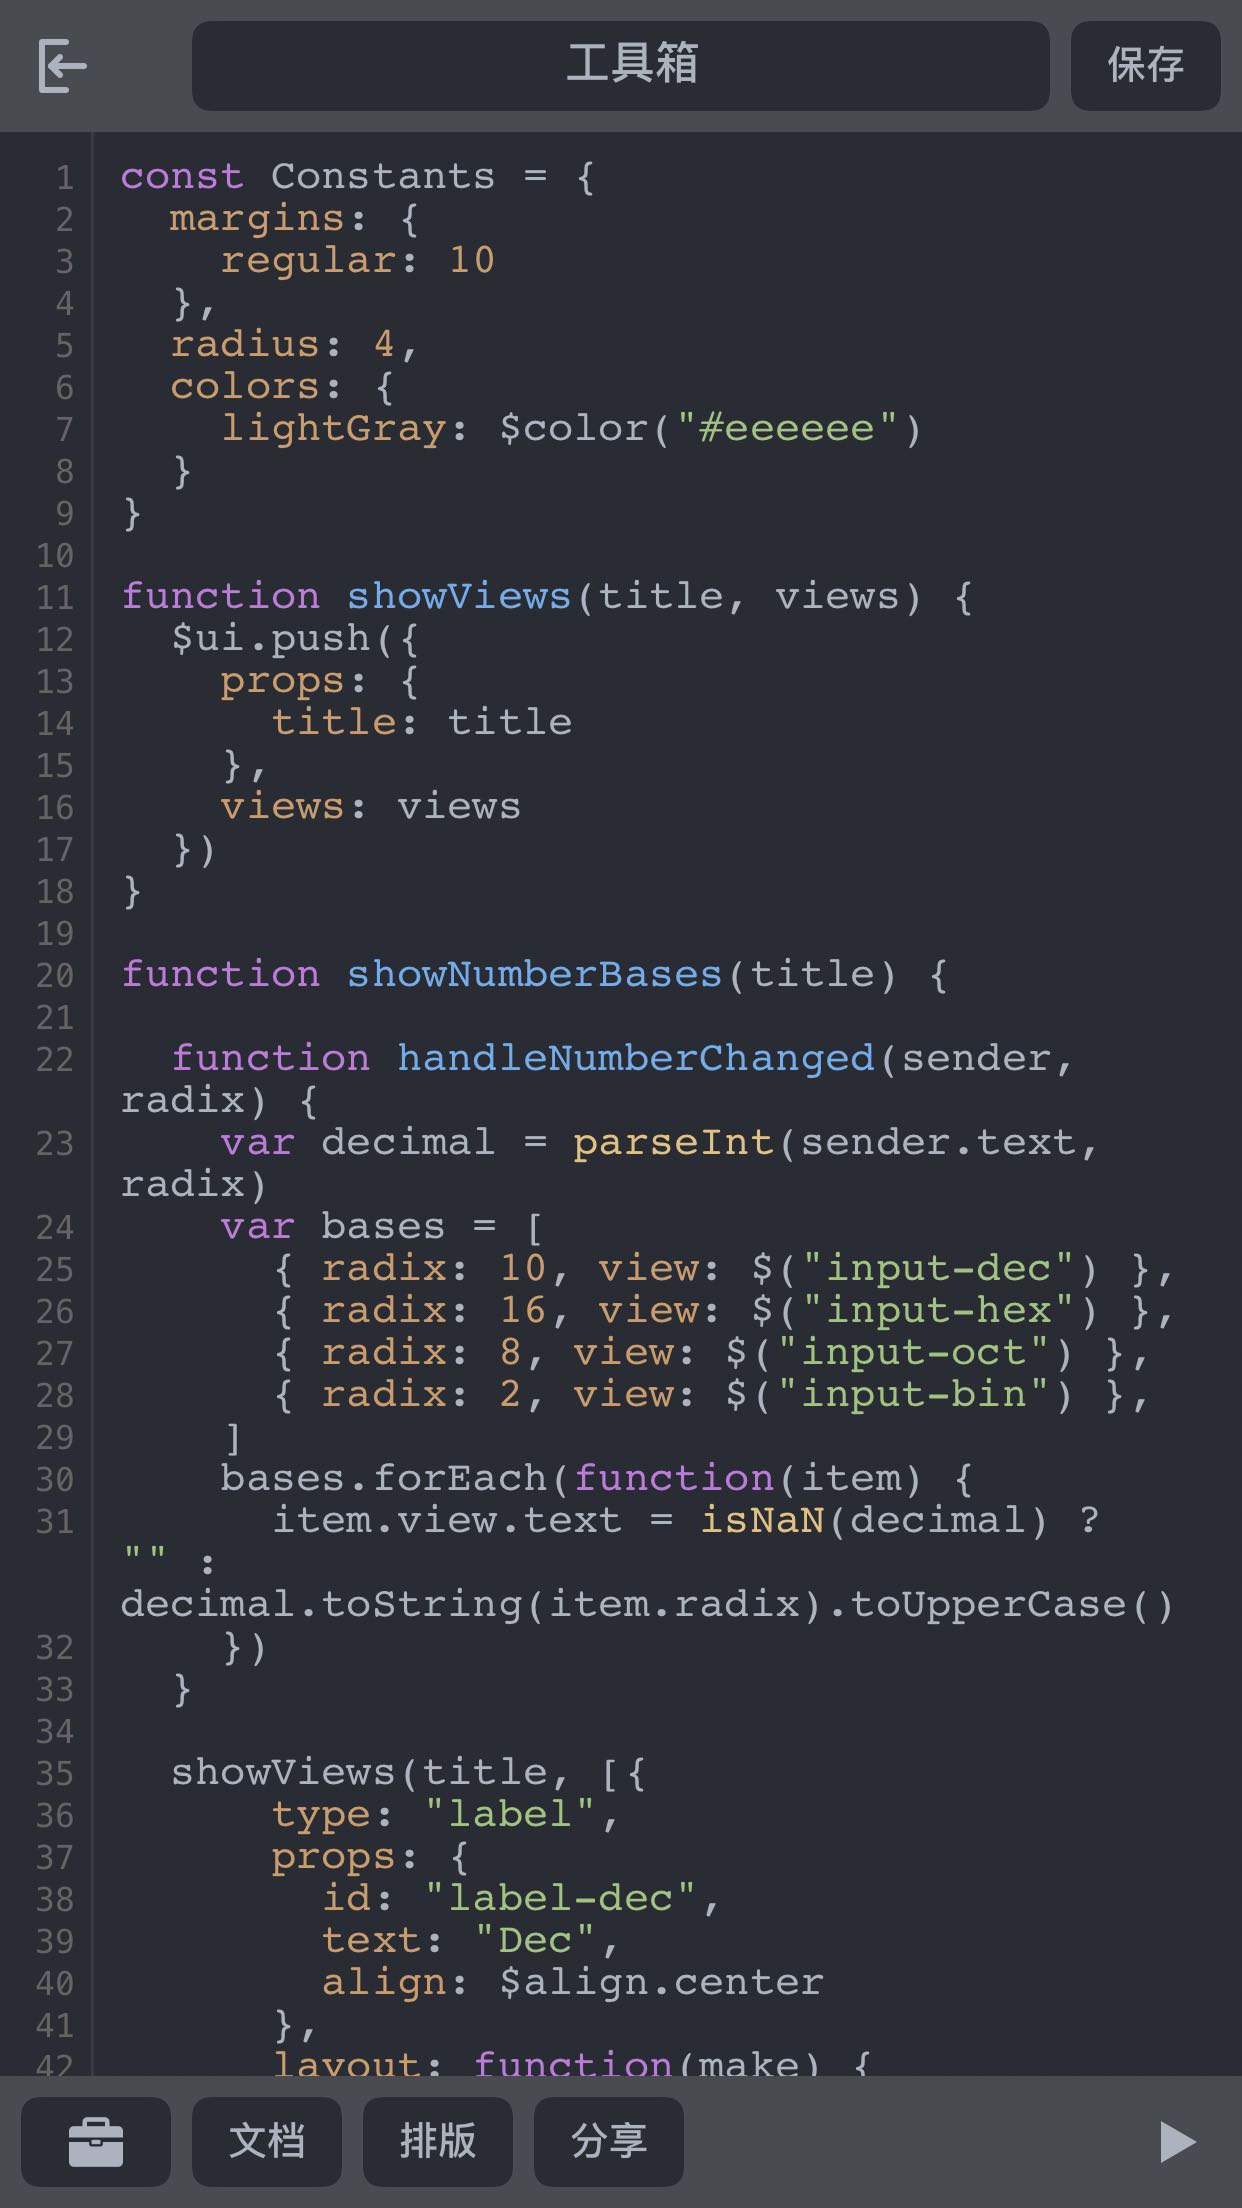 工具箱
保存
1 const Constants = {
2   margins: {
3     regular: 10
4   },
5   radius: 4,
6   colors: {
7     lightGray: $color("#eeeeee")
8   }
9 }
10
11 function showViews(title, views) {
12   $ui.push({
13     props: {
14       title: title
15     },
16     views: views
17   })
18 }
19
20 function showNumberBases(title) {
21
22   function handleNumberChanged(sender,
radix) {
23     var decimal = parseInt(sender.text,
radix)
24     var bases = [
25       { radix: 10, view: $("input-dec") },
26       { radix: 16, view: $("input-hex") },
27       { radix: 8, view: $("input-oct") },
28       { radix: 2, view: $("input-bin") },
29     ]
30     bases.forEach(function(item) {
31       item.view.text = isNaN(decimal) ?
"" :
decimal.toString(item.radix).toUpperCase()
32     })
33   }
34
35   showViews(title, [{
36       type: "label",
37       props: {
38         id: "label-dec",
39         text: "Dec",
40         align: $align.center
41       },
42       layout: function(make) {
文档
排版
分享